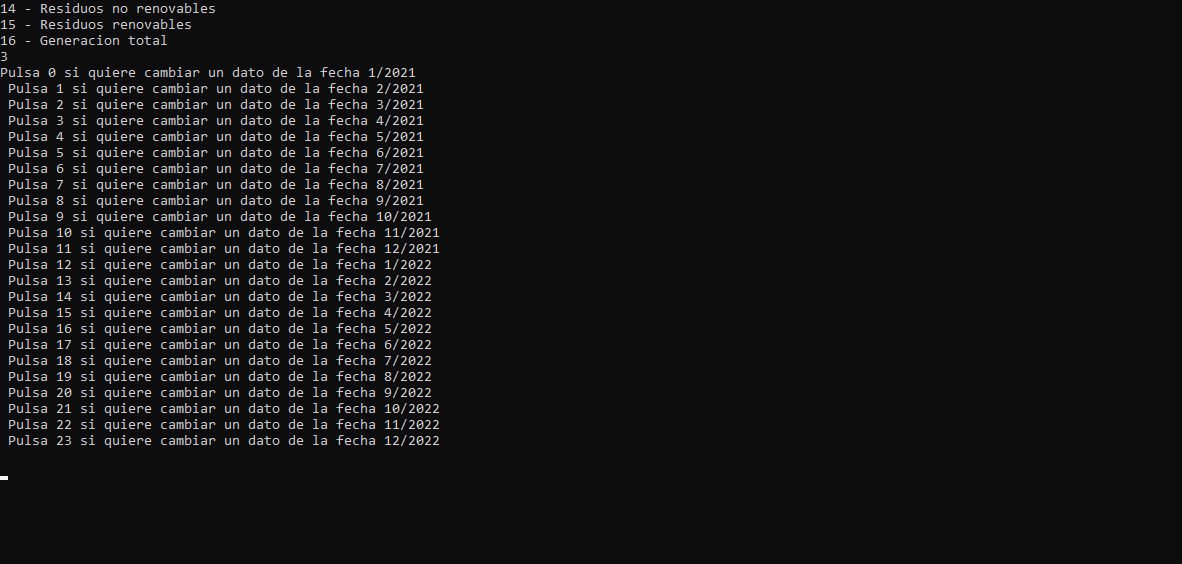 14 - Residuos no renovables
15 - Residuos renovables
16 - Generacion total
3
Pulsa 0 si quiere cambiar un dato de la fecha 1/2021
Pulsa 1 si quiere cambiar un dato de la fecha 2/2021
Pulsa 2 si quiere cambiar un dato de la fecha 3/2021
Pulsa 3 si quiere cambiar un dato de la fecha 4/2021
Pulsa 4 si quiere cambiar un dato de la fecha 5/2021
Pulsa 5 si quiere cambiar un dato de la fecha 6/2021
Pulsa 6 si quiere cambiar un dato de la fecha 7/2021
Pulsa 7 si quiere cambiar un dato de la fecha 8/2021
Pulsa 8 si quiere cambiar un dato de la fecha 9/2021
Pulsa 9 si quiere cambiar un dato de la fecha 10/2021
Pulsa 10 si quiere cambiar un dato de la fecha 11/2021
Pulsa 11 si quiere cambiar un dato de la fecha 12/2021
Pulsa 12 si quiere cambiar un dato de la fecha 1/2022
Pulsa 13 si quiere cambiar un dato de la fecha 2/2022
Pulsa 14 si quiere cambiar un dato de la fecha 3/2022
Pulsa 15 si quiere cambiar un dato de la fecha 4/2022
Pulsa 16 si quiere cambiar un dato de la fecha 5/2022
Pulsa 17 si quiere cambiar un dato de la fecha 6/2022
Pulsa 18 si quiere cambiar un dato de la fecha 7/2022
Pulsa 19 si quiere cambiar un dato de la fecha 8/2022
Pulsa 20 si quiere cambiar un dato de la fecha 9/2022
Pulsa 21 si quiere cambiar un dato de la fecha 10/2022
Pulsa 22 si quiere cambiar un dato de la fecha 11/2022
Pulsa 23 si quiere cambiar un dato de la fecha 12/2022